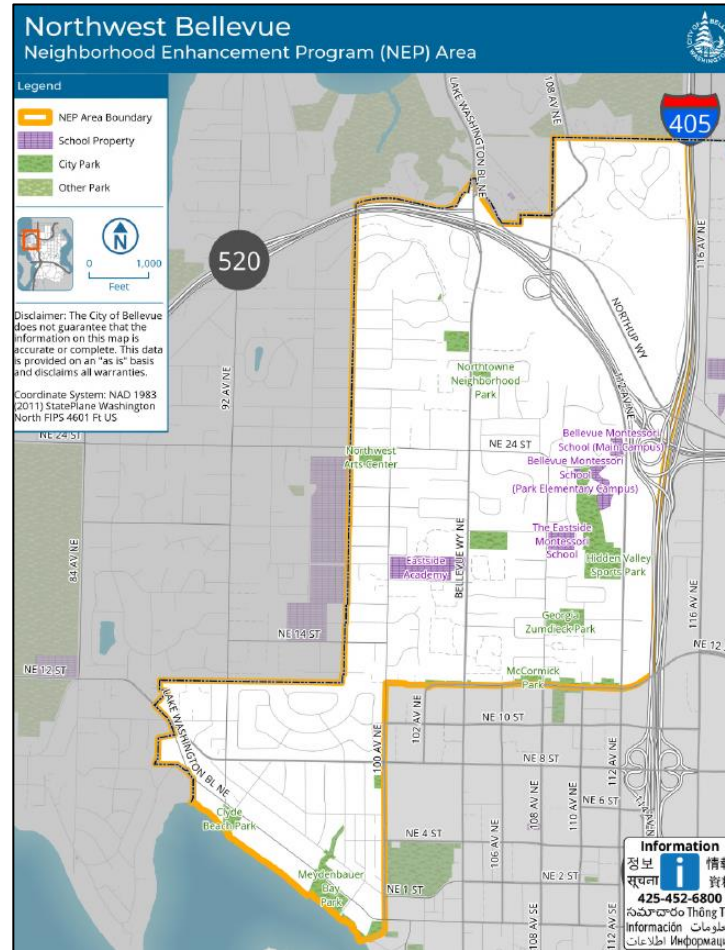 Northwest Bellevue
Neighborhood Enhancement Program (NEP) Area
CITY OF
WASHINGTON
Legend
NEP Area Boundary
School Property
City Park
Other Park
N
0 1,000
Feet
Disclaimer: The City of Bellevue
does not guarantee that the
information on this map is
accurate or complete. This data
is provided on an "as is" basis
and disclaims all warranties.
Coordinate System: NAD 1983
(2011) StatePlane Washington
North FIPS 4601 Ft US
LAKE WASHINGTON BL NE
108 AV NE
405
116 AV NE
520
92 AV NE
NORTHUP WY
112 AV NE
Northtowne
Neighborhood
Park
NE 24 ST
NE 24 ST
Northwest
Arts Center
Bellevue Montessori
School (Main Campus)
Bellevue Montessori
School
(Park Elementary Campus)
84 AV NE
BELLEVUE WY NE
The Eastside
Montessori
School
Eastside
Academy
Hidden Valley
Sports Park
116 AV NE
Georgia
Zumdieck Park
NE 14 ST
NE 12 ST
NE 12
McCormick
Park
LAKE WASHINGTON BL NE
100 AV NE
102 AV NE
NE 10 ST
NE 8 ST
112 AV NE
NE 6 ST
Clyde
Beach Park
106 AV NE
108 AV NE
110 AV NE
NE 4 ST
Meydenbauer
Bay
Park
NE 2 ST
NE 1 ST
108 AV SE
112 AV SE
Information
정보 i 情報
सूचना
425-452-6800
సమాచారం Thông T
Información